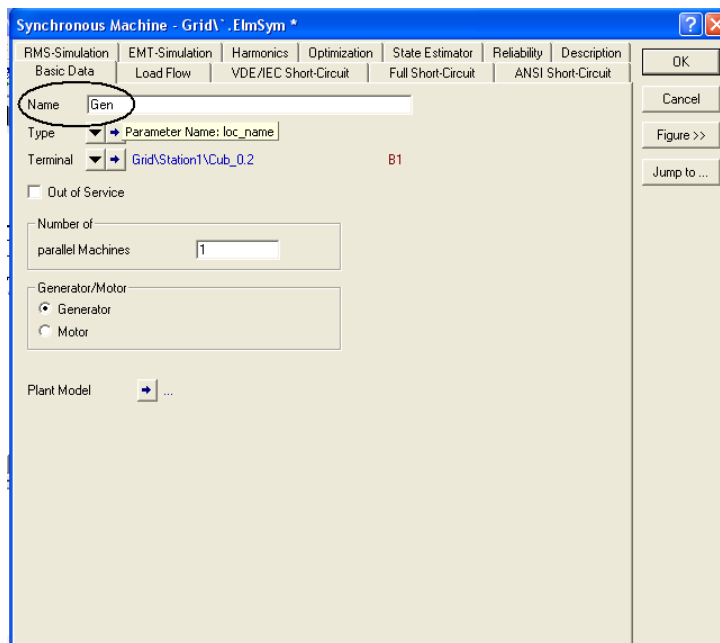 Synchronous Machine - Grid\`.ElmSym *
RMS-Simulation EMT-Simulation Harmonics Optimization State Estimator Reliability Description
Basic Data Load Flow VDE/IEC Short-Circuit Full Short-Circuit ANSI Short-Circuit
OK
Cancel
Figure >>
Jump to ...
Name Gen
Type Parameter Name: loc_name
Terminal Grid\Station1\Cub_0.2 B1
Out of Service
Number of
parallel Machines 1
Generator/Motor
Generator
Motor
Plant Model ...